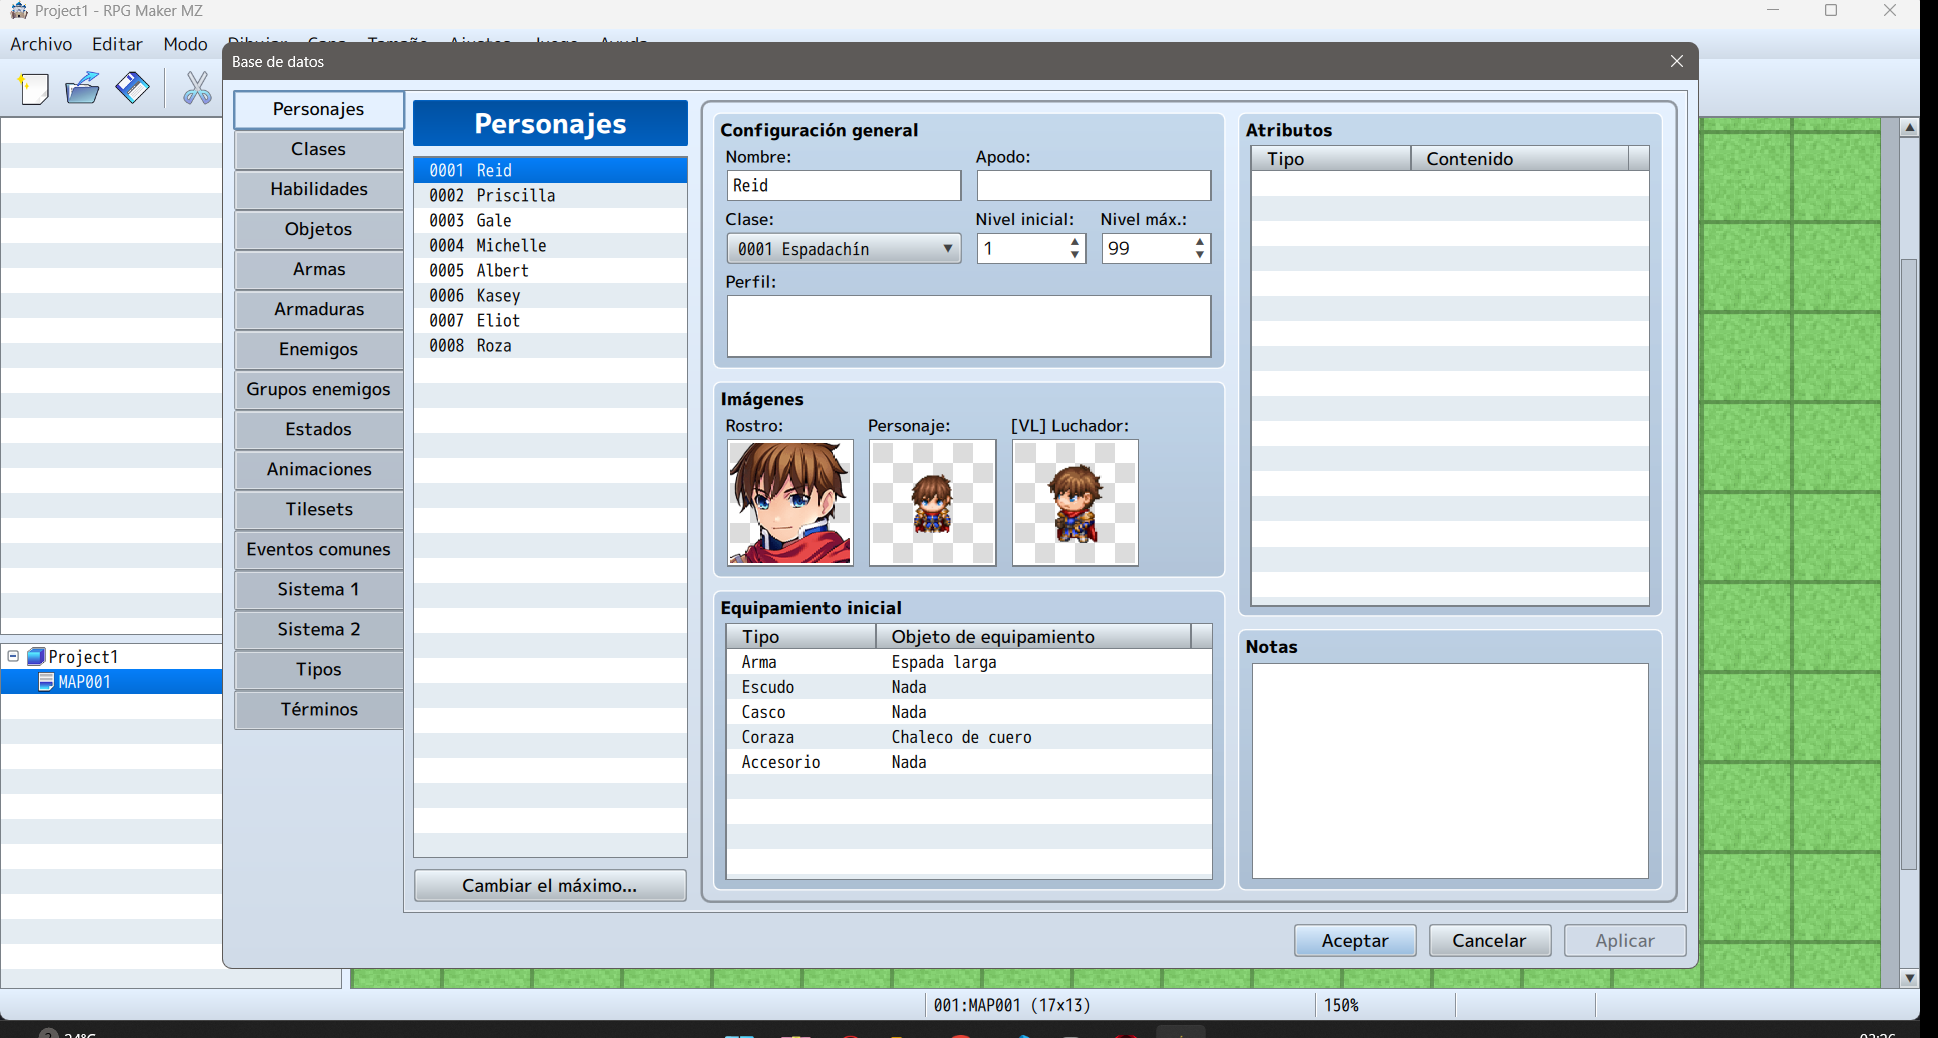 Project1 - RPG Maker MZ
Archivo Editar Modo
Base de datos
Personajes
Clases
Habilidades
Objetos
Armas
Armaduras
Enemigos
Grupos enemigos
Estados
Animaciones
Tilesets
Eventos comunes
Sistema 1
Sistema 2
Tipos
Términos
Project1
MAP001
Personajes
0001 Reid
0002 Priscilla
0003 Gale
0004 Michelle
0005 Albert
0006 Kasey
0007 Eliot
0008 Roza
Cambiar el máximo...
Configuración general
Nombre: Apodo:
Reid
Clase: Nivel inicial: Nivel máx.:
0001 Espadachín 1 99
Perfil:
Imágenes
Rostro: Personaje: [VL] Luchador:
Equipamiento inicial
Tipo Objeto de equipamiento
Arma Espada larga
Escudo Nada
Casco Nada
Coraza Chaleco de cuero
Accesorio Nada
Atributos
Tipo Contenido
Notas
Aceptar Cancelar Aplicar
001:MAP001 (17x13) 150%